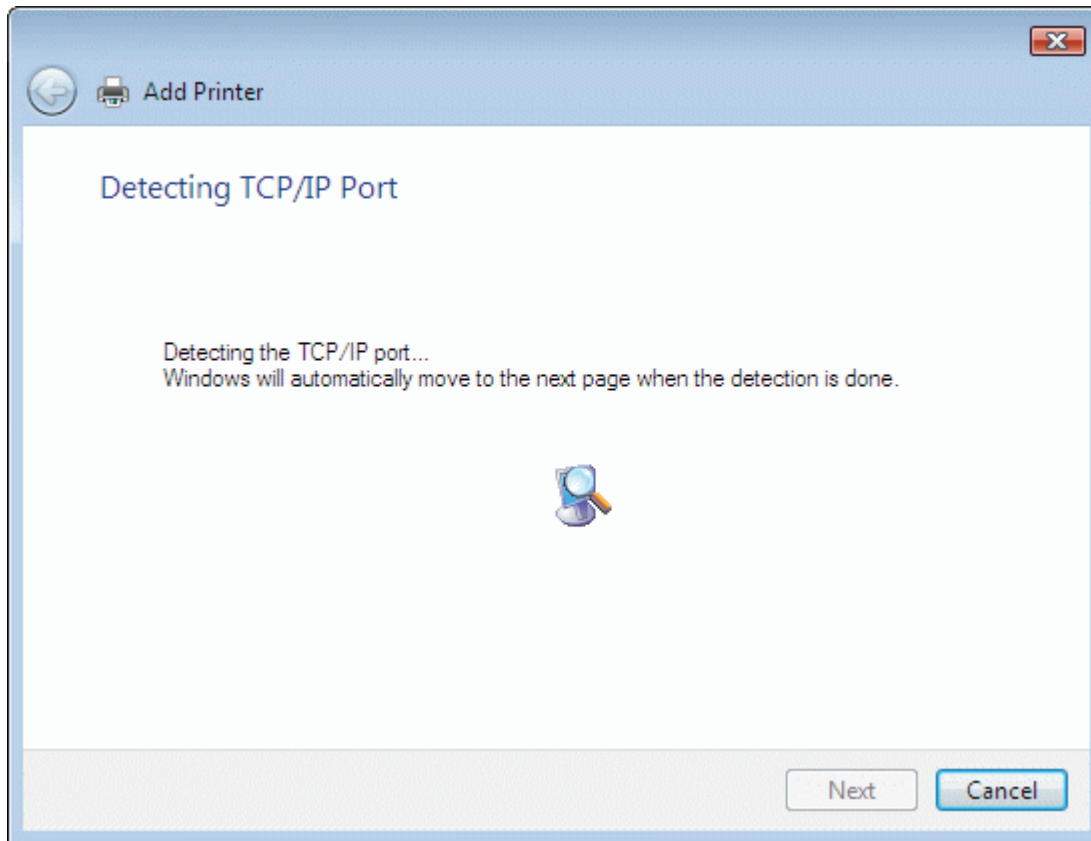 Add Printer
Detecting TCP/IP Port
Detecting the TCP/IP port...
Windows will automatically move to the next page when the detection is done.
Next
Cancel